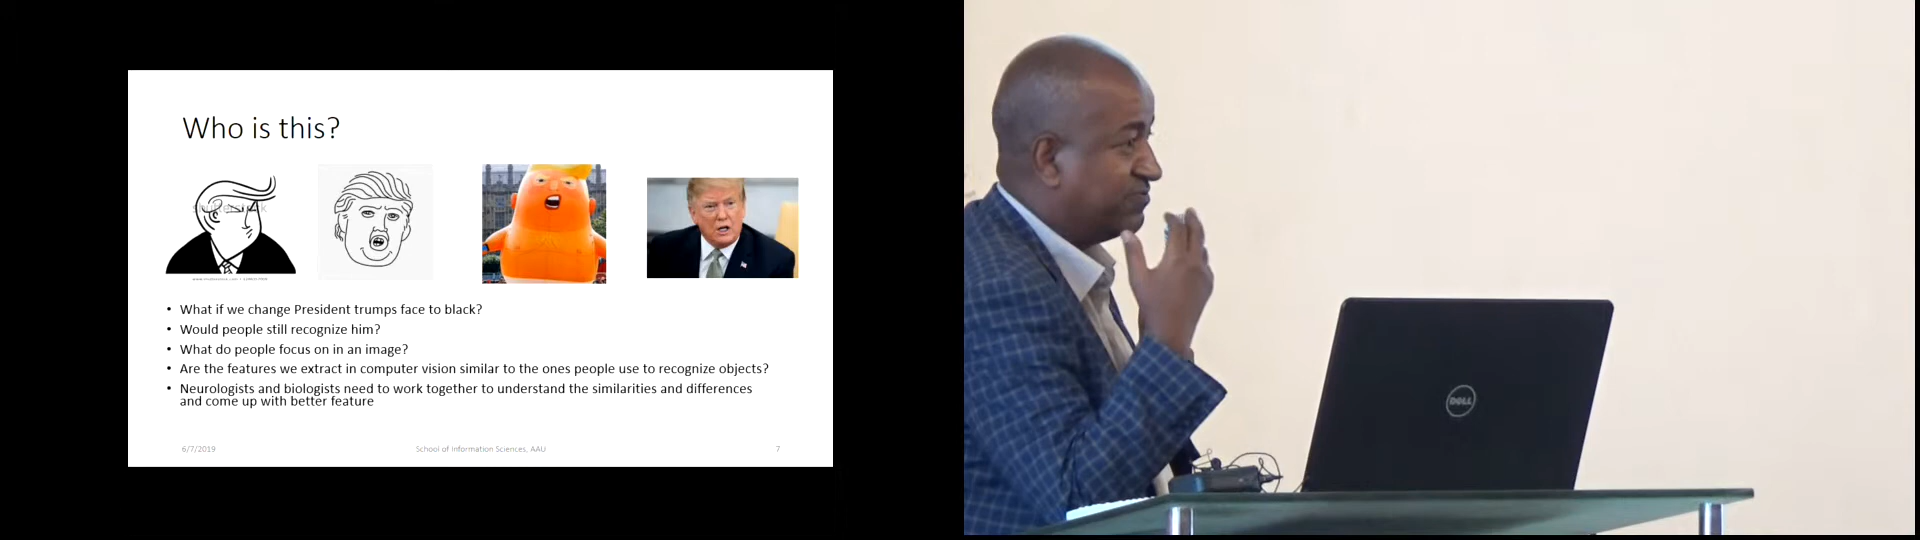 Who is this?
shutterstock
• What if we change President trumps face to black?
• Would people still recognize him?
• What do people focus on in an image?
• Are the features we extract in computer vision similar to the ones people use to recognize objects?
• Neurologists and biologists need to work together to understand the similarities and differences
and come up with better feature
6/7/2019
School of Information Sciences, AAU
7
DELL